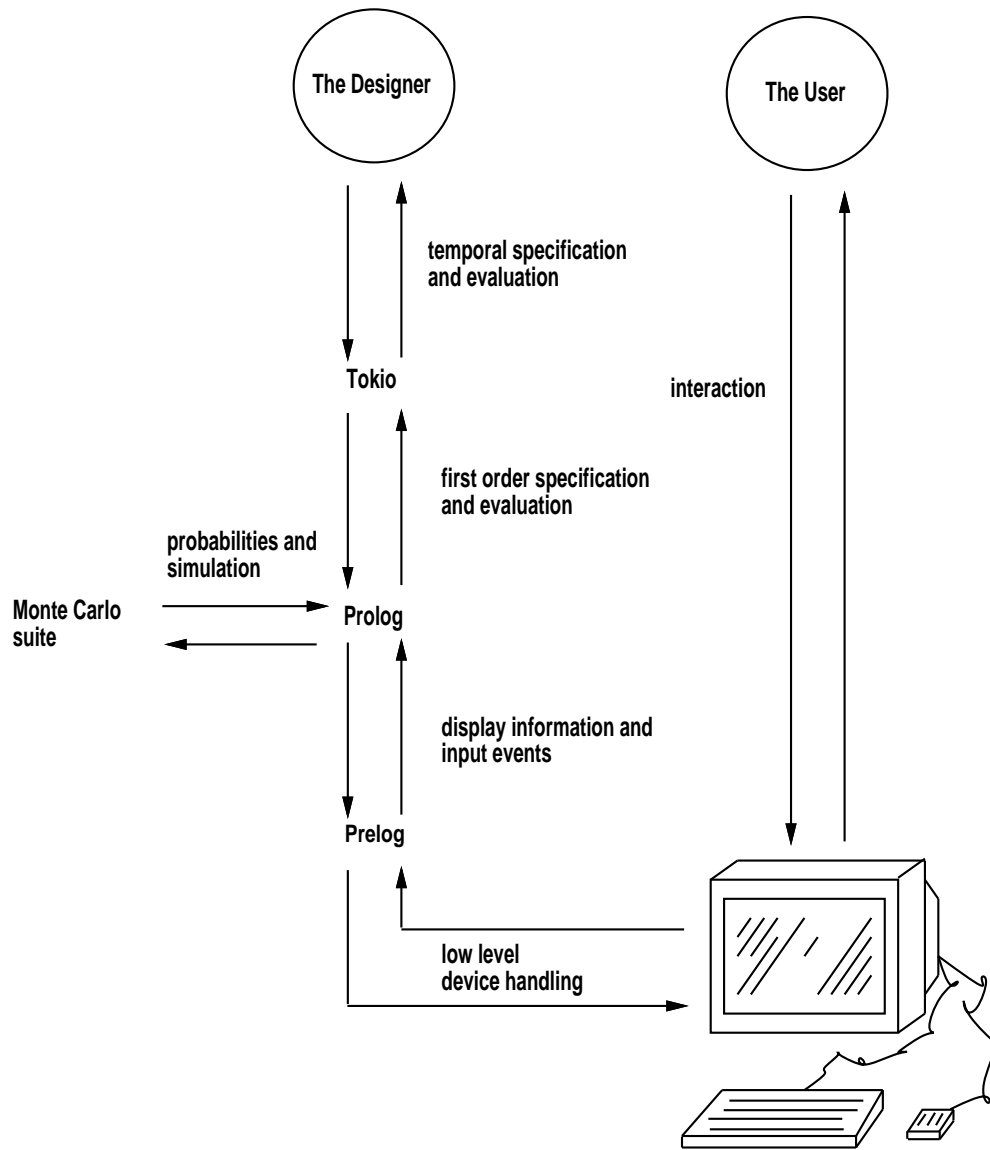 The Designer
The User
temporal specification
and evaluation
Tokio
interaction
first order specification
and evaluation
probabilities and
simulation
Monte Carlo
suite
Prolog
display information and
input events
Prelog
low level
device handling